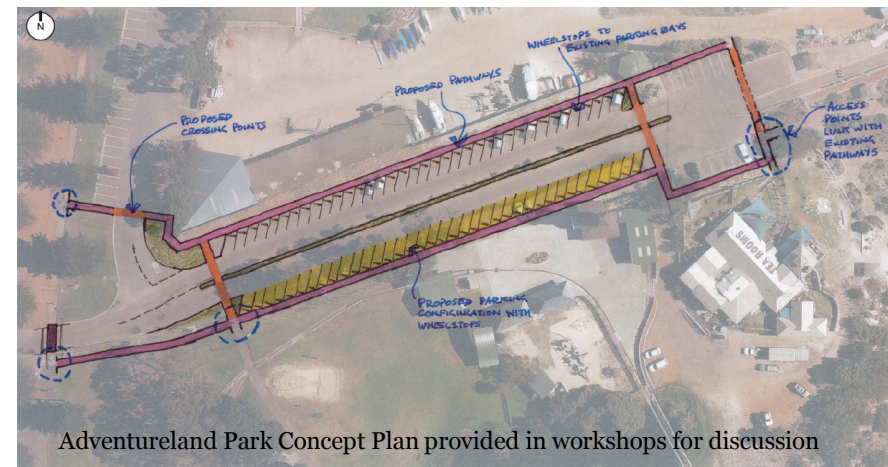 N
WHEELSTOPS TO
EXISTING PARKING BAYS
PROPOSED PATHWAYS
PROPOSED
CROSSING POINTS
ACCESS
POINTS
LINK WITH
EXISTING
PATHWAYS
TEA ROOMS
PROPOSED PARKING
CONFIGURATION WITH
WHEELSTOPS
Adventureland Park Concept Plan provided in workshops for discussion